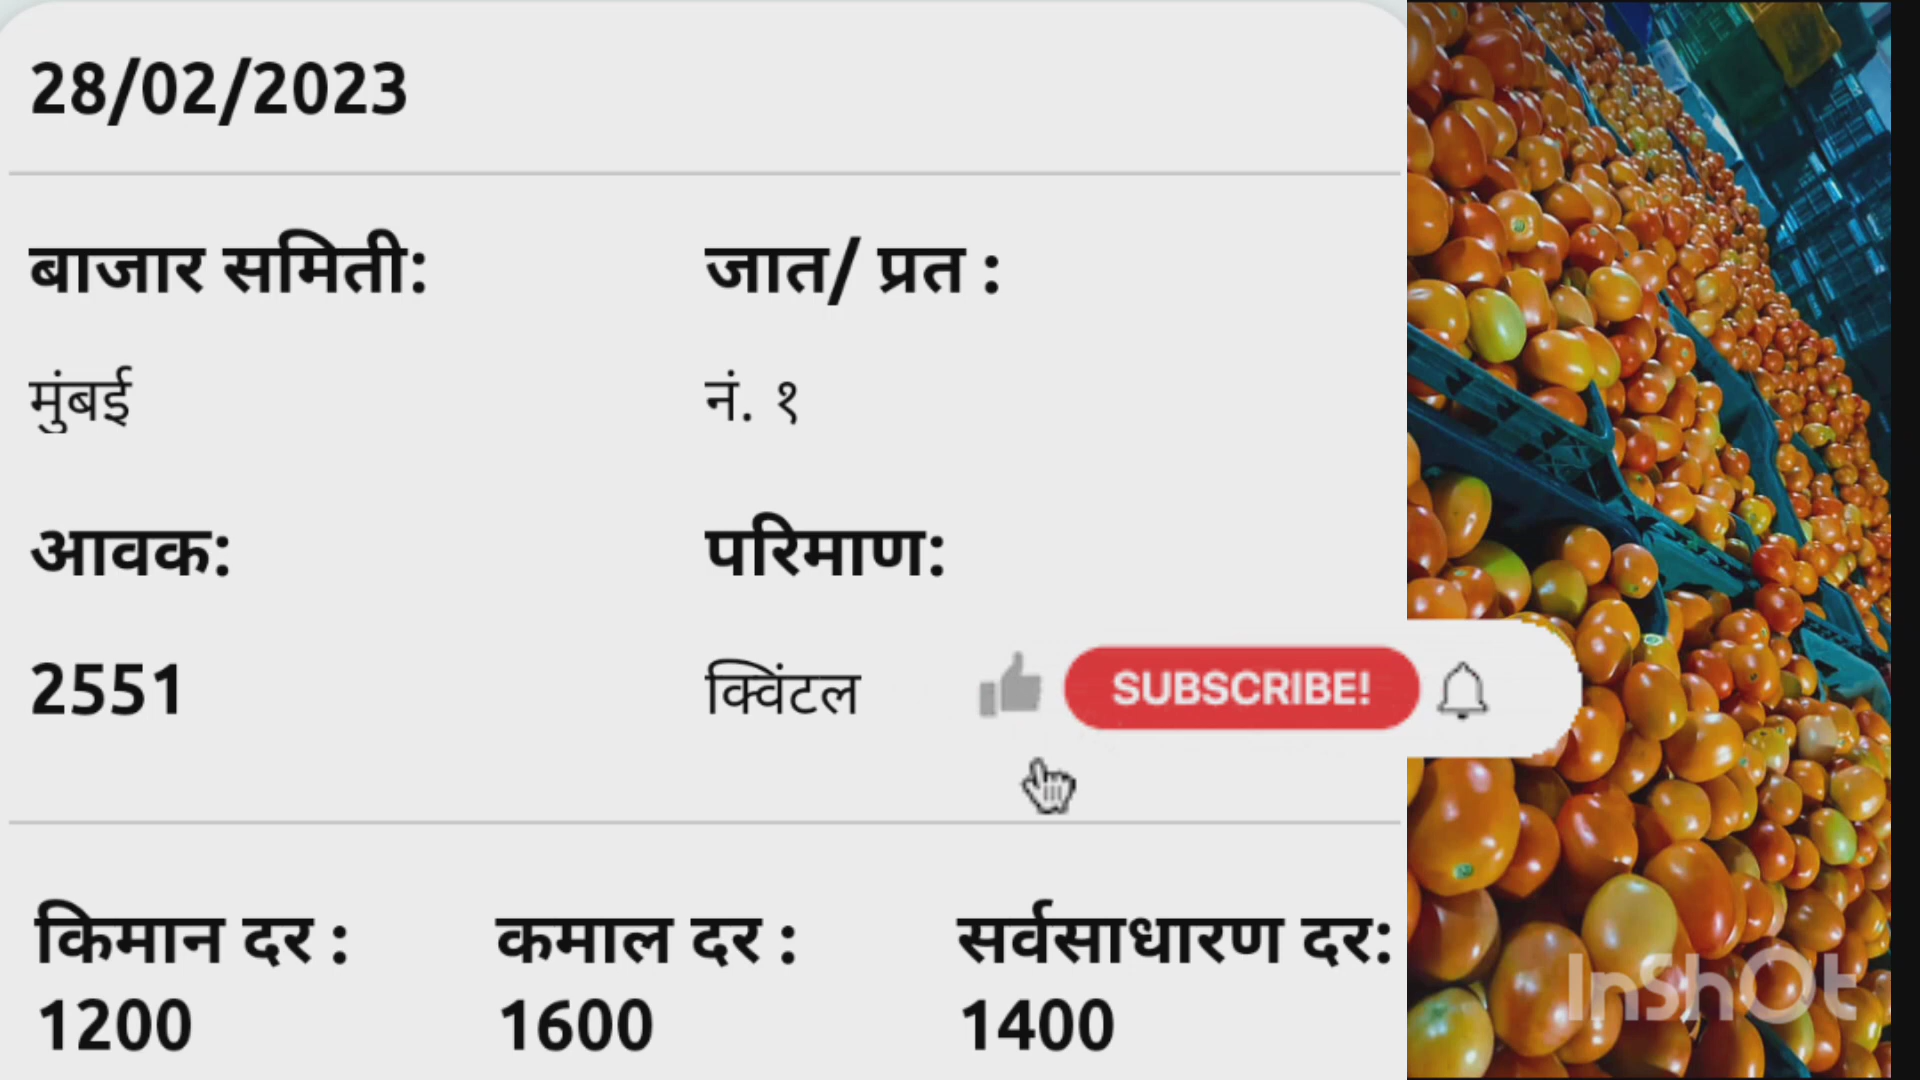 28/02/2023
बाजार समिती: जात/ प्रत :
मुंबई नं. १
आवक: परिमाण:
2551 क्विंटल
SUBSCRIBE!
किमान दर : कमाल दर : सर्वसाधारण दर:
1200 1600 1400
InShOt